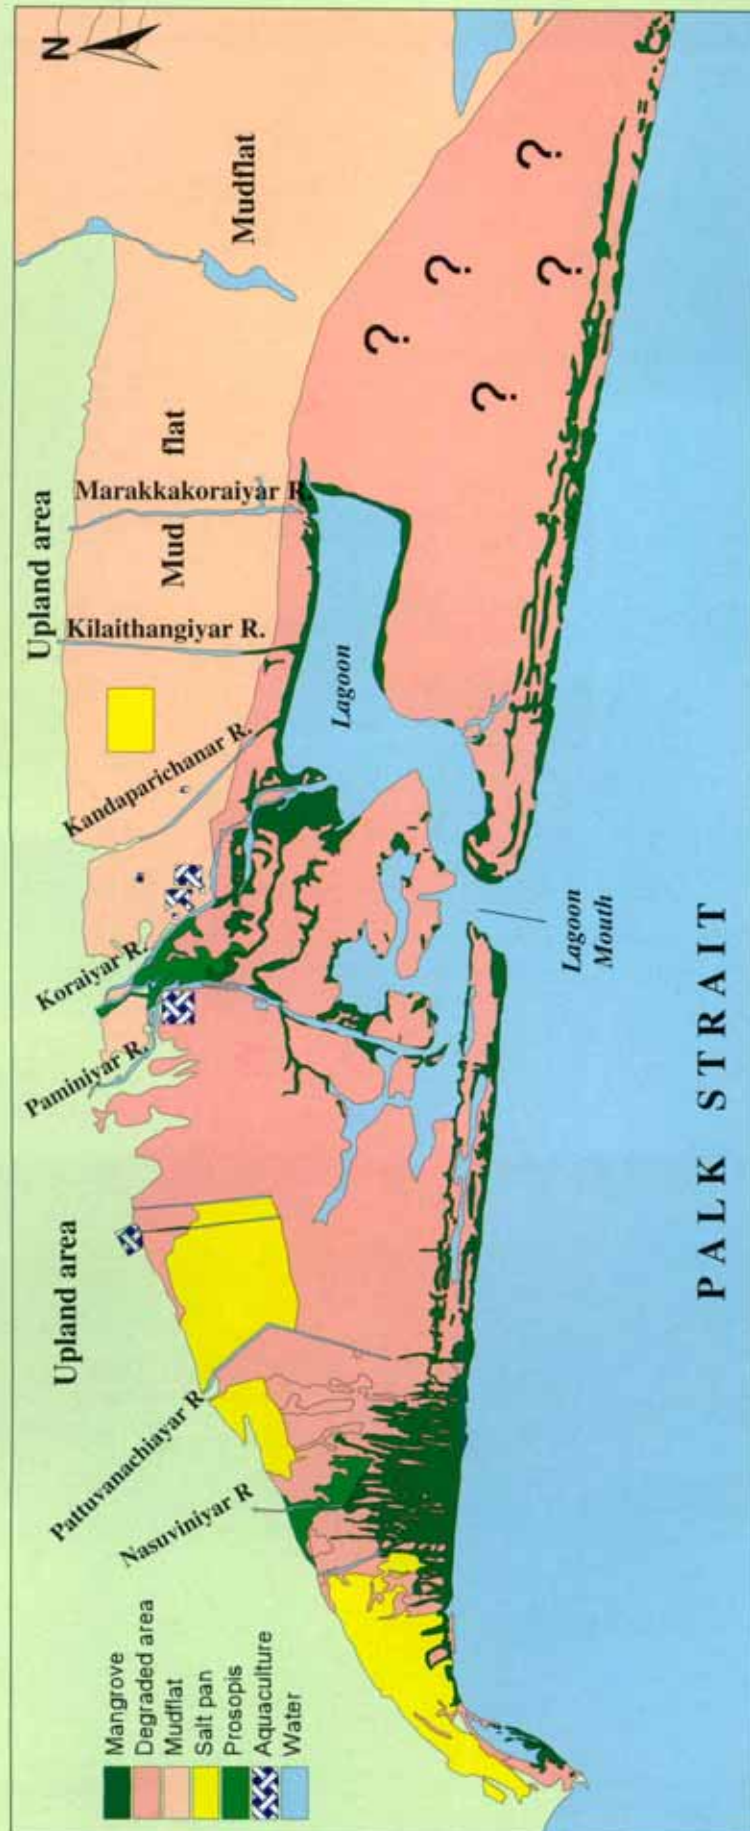 N
Upland area
Mudflat
Mud flat
Marakkakoraiyar R.
Kilaithangiyar R.
Kandaparichanar R.
Koraiyar R.
Paminiyar R.
Upland area
Pattuvanachiayar R
Nasuviniyar R
Lagoon
Lagoon
Mouth
PALK STRAIT
?
?
?
?
?
Mangrove
Degraded area
Mudflat
Salt pan
Prosopis
Aquaculture
Water